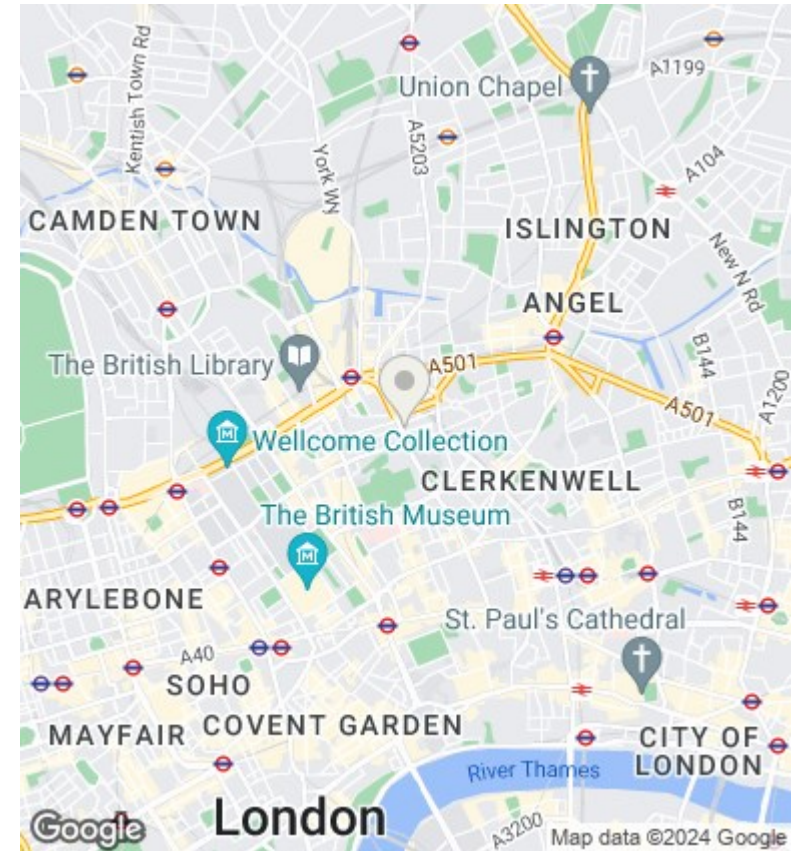 Kentish Town Rd
Union Chapel
A1199
A5203
York Wy
A104
CAMDEN TOWN
ISLINGTON
New N Rd
ANGEL
The British Library
A501
B144
A1200
A501
Wellcome Collection
CLERKENWELL
The British Museum
B144
ARYLEBONE
St. Paul's Cathedral
A40
SOHO
MAYFAIR
COVENT GARDEN
CITY OF
LONDON
River Thames
London
A3200
Google
Map data ©2024 Google